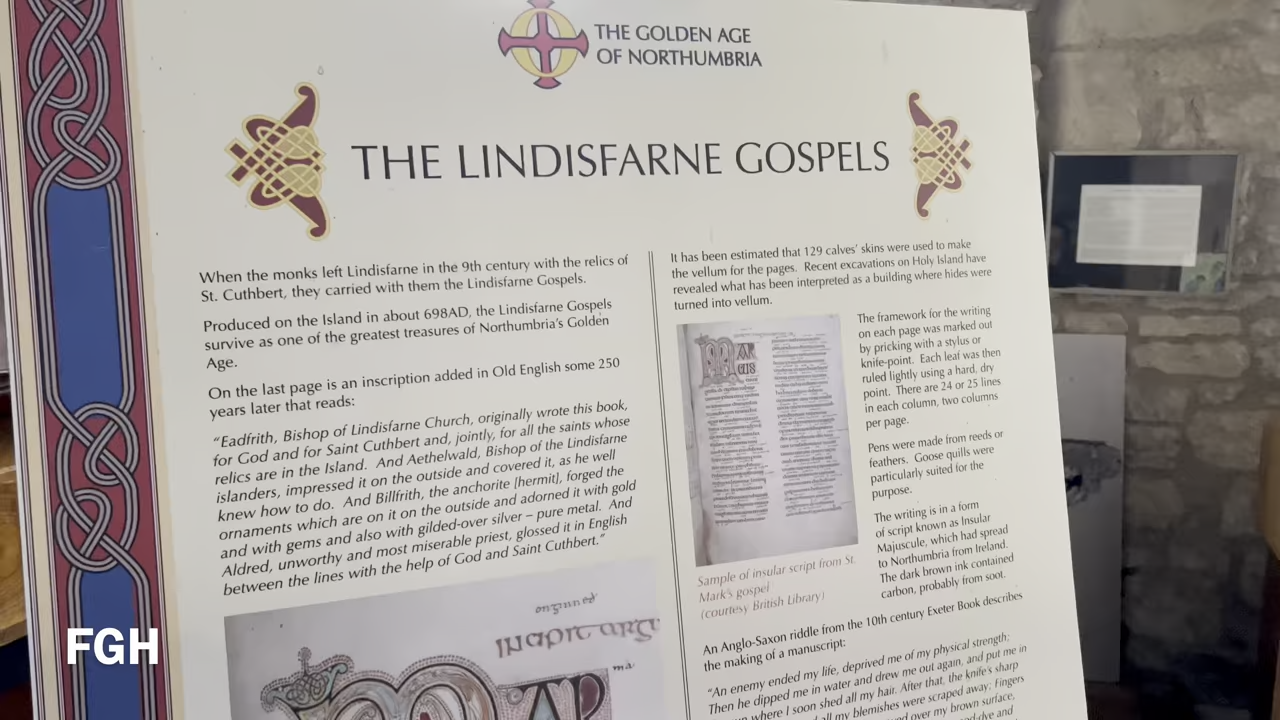 THE GOLDEN AGE
OF NORTHUMBRIA
THE LINDISFARNE GOSPELS
When the monks left Lindisfarne in the 9th century with the relics of
St. Cuthbert, they carried with them the Lindisfarne Gospels.
Produced on the Island in about 698AD, the Lindisfarne Gospels
survive as one of the greatest treasures of Northumbria's Golden
Age.
On the last page is an inscription added in Old English some 250
years later that reads:
"Eadfrith, Bishop of Lindisfarne Church, originally wrote this book,
for God and for Saint Cuthbert and, jointly, for all the saints whose
relics are in the Island. And Aethelwald, Bishop of the Lindisfarne
islanders, impressed it on the outside and covered it, as he well
knew how to do. And Billfrith, the anchorite [hermit], forged the
ornaments which are on it on the outside and adorned it with gold
and with gems and also with gilded-over silver – pure metal. And
Aldred, unworthy and most miserable priest, glossed it in English
between the lines with the help of God and Saint Cuthbert."
It has been estimated that 129 calves' skins were used to make
the vellum for the pages. Recent excavations on Holy Island have
revealed what has been interpreted as a building where hides were
turned into vellum.
The framework for the writing
on each page was marked out
by pricking with a stylus or
knife-point. Each leaf was then
ruled lightly using a hard, dry
point. There are 24 or 25 lines
in each column, two columns
per page.
Pens were made from reeds or
feathers. Goose quills were
particularly suited for the
purpose.
The writing is in a form
of script known as Insular
Majuscule, which had spread
to Northumbria from Ireland.
The dark brown ink contained
carbon, probably from soot.
Sample of insular script from St.
Mark's gospel
(courtesy British Library)
An Anglo-Saxon riddle from the 10th century Exeter Book describes
the making of a manuscript:
"An enemy ended my life, deprived me of my physical strength;
Then he dipped me in water and drew me out again, and put me in
where I soon shed all my hair. After that, the knife's sharp
all my blemishes were scraped away; Fingers
over my brown surface,
and
FGH